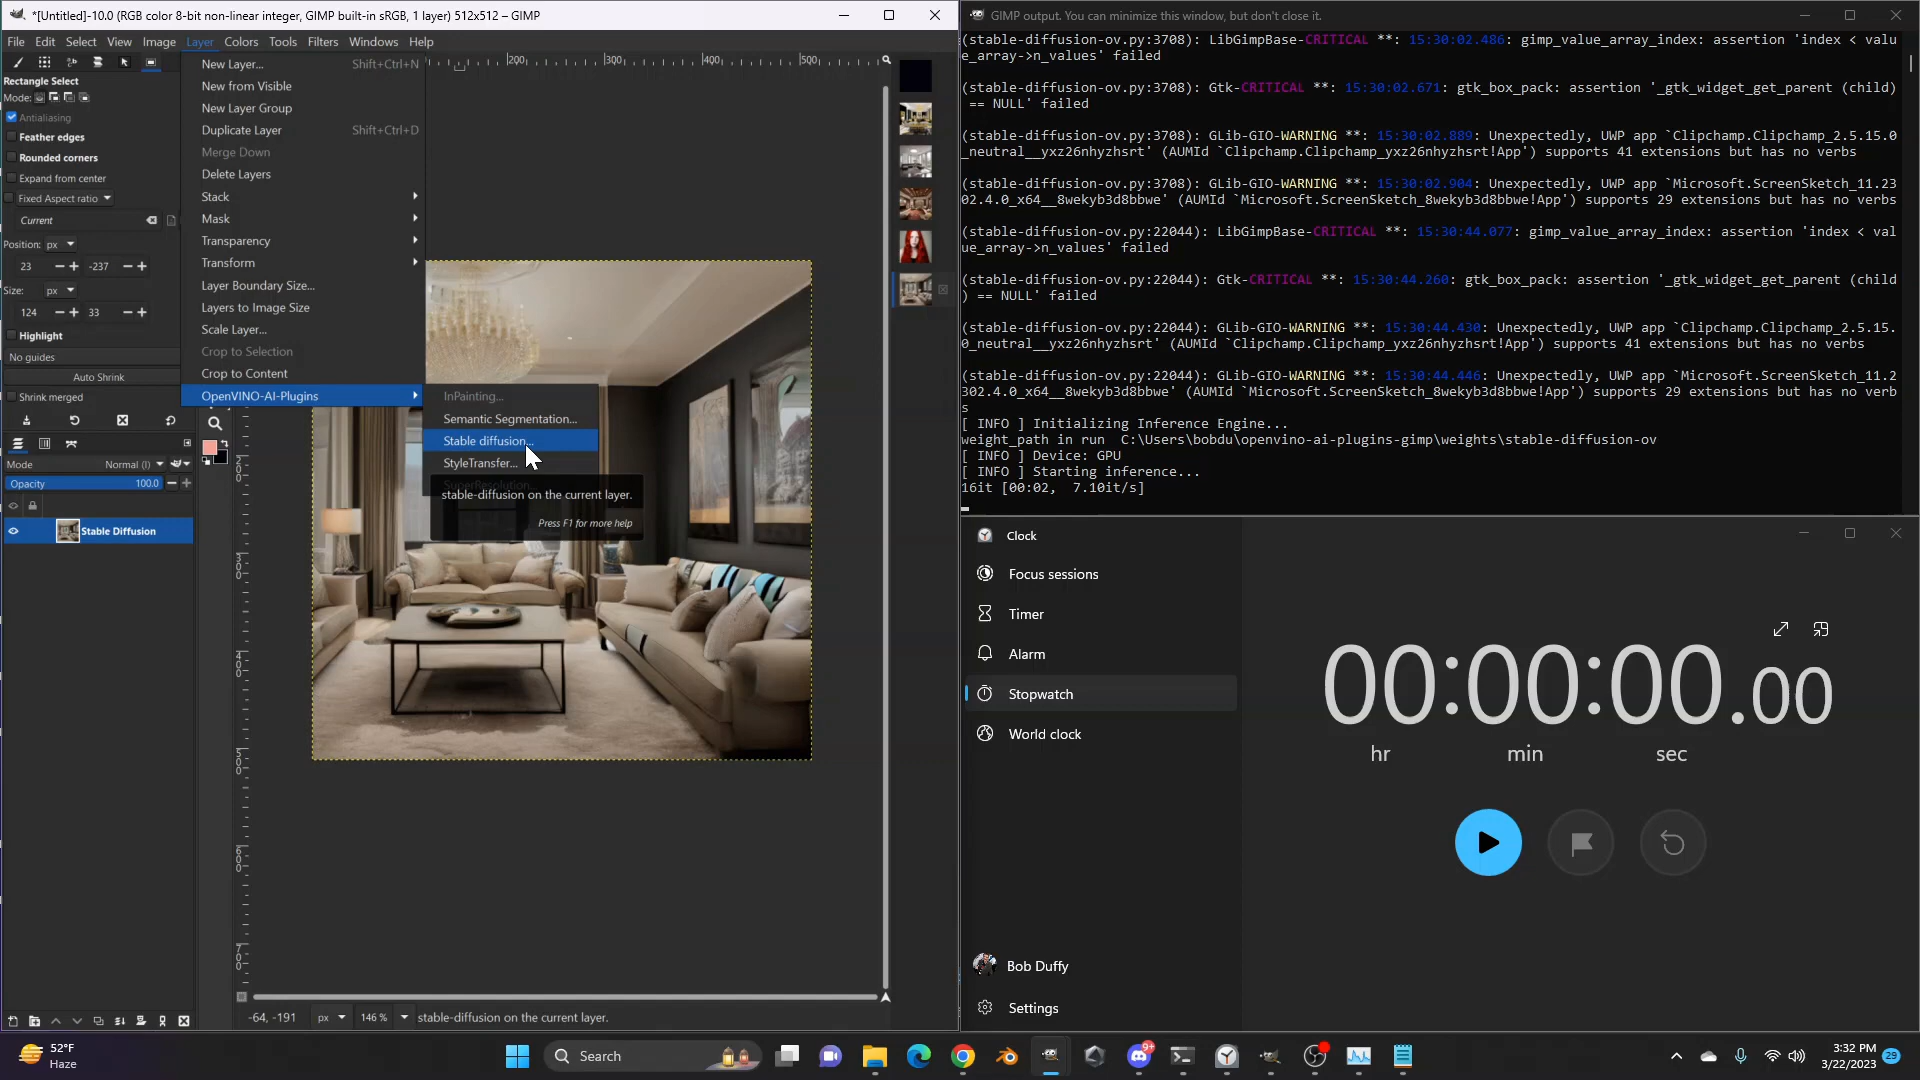 *[Untitled]-10.0 (RGB color 8-bit non-linear integer, GIMP built-in sRGB, 1 layer) 512x512 – GIMP
File Edit Select View Image Layer Colors Tools Filters Windows Help
Rectangle Select
Mode:
Antialiasing
Feather edges
Rounded corners
Expand from center
Fixed Aspect ratio
Current
Position: px
23 -237
Size: px
124 33
Highlight
No guides
Auto Shrink
Shrink merged
Mode Normal (l)
Opacity 100.0
Stable Diffusion
New Layer... Shift+Ctrl+N
New from Visible
New Layer Group
Duplicate Layer Shift+Ctrl+D
Merge Down
Delete Layers
Stack
Mask
Transparency
Transform
Layer Boundary Size...
Layers to Image Size
Scale Layer...
Crop to Selection
Crop to Content
OpenVINO-AI-Plugins
InPainting...
Semantic Segmentation...
Stable diffusion...
StyleTransfer...
SuperResolution...
stable-diffusion on the current layer.
Press F1 for more help
200 300 400 500
200
300
400
500
600
700
-64, -191 px 146 % stable-diffusion on the current layer.
GIMP output. You can minimize this window, but don't close it.
(stable-diffusion-ov.py:3708): LibGimpBase-CRITICAL **: 15:30:02.486: gimp_value_array_index: assertion 'index < valu
e_array->n_values' failed
(stable-diffusion-ov.py:3708): Gtk-CRITICAL **: 15:30:02.671: gtk_box_pack: assertion '_gtk_widget_get_parent (child)
 == NULL' failed
(stable-diffusion-ov.py:3708): GLib-GIO-WARNING **: 15:30:02.889: Unexpectedly, UWP app `Clipchamp.Clipchamp_2.5.15.0
_neutral__yxz26nhyzhsrt' (AUMId `Clipchamp.Clipchamp_yxz26nhyzhsrt!App') supports 41 extensions but has no verbs
(stable-diffusion-ov.py:3708): GLib-GIO-WARNING **: 15:30:02.904: Unexpectedly, UWP app `Microsoft.ScreenSketch_11.23
02.4.0_x64__8wekyb3d8bbwe' (AUMId `Microsoft.ScreenSketch_8wekyb3d8bbwe!App') supports 29 extensions but has no verbs
(stable-diffusion-ov.py:22044): LibGimpBase-CRITICAL **: 15:30:44.077: gimp_value_array_index: assertion 'index < val
ue_array->n_values' failed
(stable-diffusion-ov.py:22044): Gtk-CRITICAL **: 15:30:44.260: gtk_box_pack: assertion '_gtk_widget_get_parent (child
) == NULL' failed
(stable-diffusion-ov.py:22044): GLib-GIO-WARNING **: 15:30:44.430: Unexpectedly, UWP app `Clipchamp.Clipchamp_2.5.15.
0_neutral__yxz26nhyzhsrt' (AUMId `Clipchamp.Clipchamp_yxz26nhyzhsrt!App') supports 41 extensions but has no verbs
(stable-diffusion-ov.py:22044): GLib-GIO-WARNING **: 15:30:44.446: Unexpectedly, UWP app `Microsoft.ScreenSketch_11.2
302.4.0_x64__8wekyb3d8bbwe' (AUMId `Microsoft.ScreenSketch_8wekyb3d8bbwe!App') supports 29 extensions but has no verb
s
[ INFO ] Initializing Inference Engine...
weight_path in run  C:\Users\bobdu\openvino-ai-plugins-gimp\weights\stable-diffusion-ov
[ INFO ] Device: GPU
[ INFO ] Starting inference...
16it [00:02,  7.10it/s]
Clock
Focus sessions
Timer
Alarm
Stopwatch
World clock
Bob Duffy
Settings
00:00:00.00
hr min sec
52°F
Haze
Search
9+
3:32 PM
3/22/2023
29